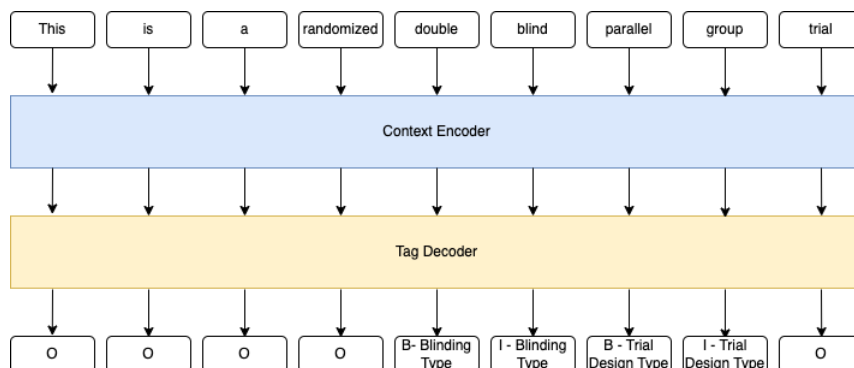 This is a randomized double blind parallel group trial
Context Encoder
Tag Decoder
O O O O B- Blinding Type I - Blinding Type B - Trial Design Type I - Trial Design Type O